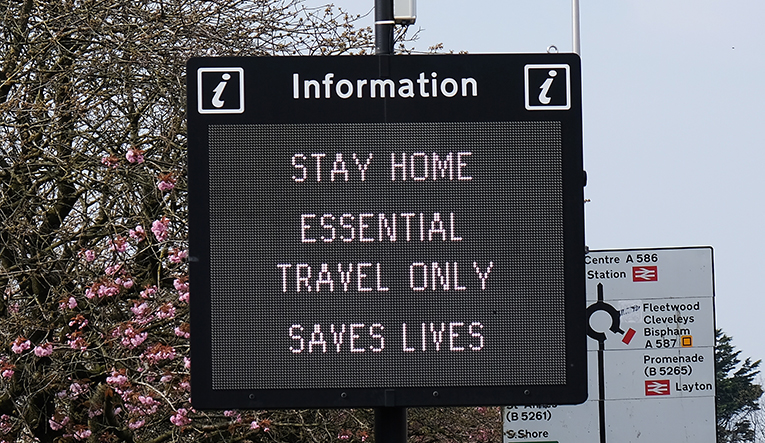 i Information i
STAY HOME
ESSENTIAL
TRAVEL ONLY
SAVES LIVES
Centre A 586
Station
Fleetwood
Cleveleys
Bispham
A 587
Promenade
(B 5265)
Layton
(B 5261)
S.Shore